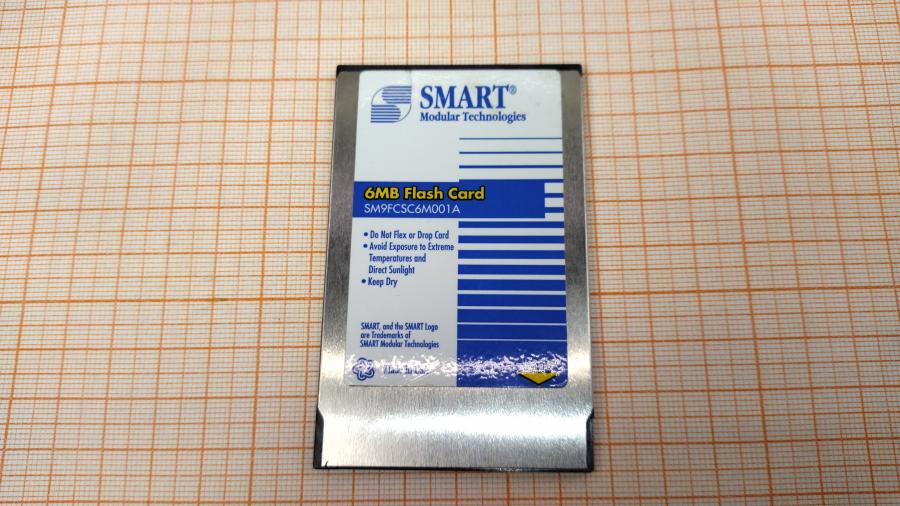 SMART®
Modular Technologies
6MB Flash Card
SM9FCSC6M001A
• Do Not Flex or Drop Card
• Avoid Exposure to Extreme
Temperatures and
Direct Sunlight
• Keep Dry
SMART, and the SMART Logo
are Trademarks of
SMART Modular Technologies